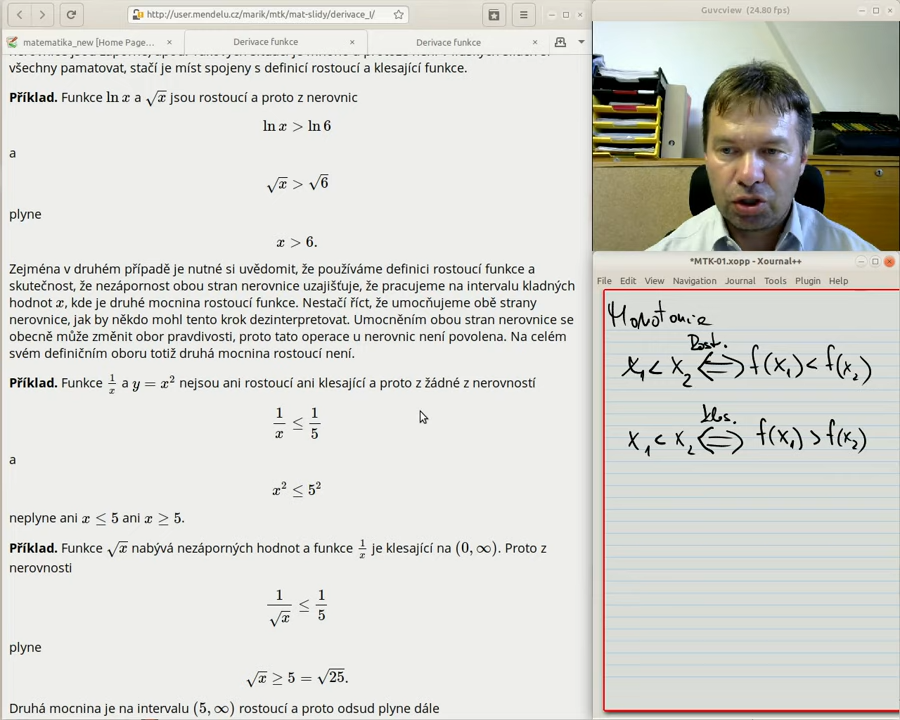 http://user.mendelu.cz/marik/mtk/mat-slidy/derivace_I/
matematika_new [Home Page... × Derivace funkce × Derivace funkce ×
všechny pamatovat, stačí je míst spojeny s definicií rostoucí a klesající funkce.
Příklad. Funkce ln x a √x jsou rostoucí a proto z nerovnic
ln x > ln 6
a
√x > √6
plyne
x > 6.
Zejména v druhém případě je nutné si uvědomit, že používáme definici rostoucí funkce a
skutečnost, že nezápornost obou stran nerovnice uzajišťuje, že pracujeme na intervalu kladných
hodnot x, kde je druhé mocnina rostoucí funkce. Nestačí říct, že umocňujeme obě strany
nerovnice, jak by někdo mohl tento krok dezinterpretovat. Umocněním obou stran nerovnice se
obecně může změnit obor pravdivosti, proto tato operace u nerovnic není povolena. Na celém
svém definičním oboru totiž druhá mocnina rostoucí není.
Příklad. Funkce 1/x a y = x² nejsou ani rostoucí ani klesající a proto z žádné z nerovností
1/x ≤ 1/5
a
x² ≤ 5²
neplyne ani x ≤ 5 ani x ≥ 5.
Příklad. Funkce √x nabývá nezáporných hodnot a funkce 1/x je klesající na (0, ∞). Proto z
nerovnosti
1/√x ≤ 1/5
plyne
√x ≥ 5 = √25.
Druhá mocnina je na intervalu (5, ∞) rostoucí a proto odsud plyne dále
Guvcview (24.80 fps)
*MTK-01.xopp - Xournal++
File Edit View Navigation Journal Tools Plugin Help
Monotonie
Rost.
x₁ < x₂ ⟺ f(x₁) < f(x₂)
kles.
x₁ < x₂ ⟺ f(x₁) > f(x₂)